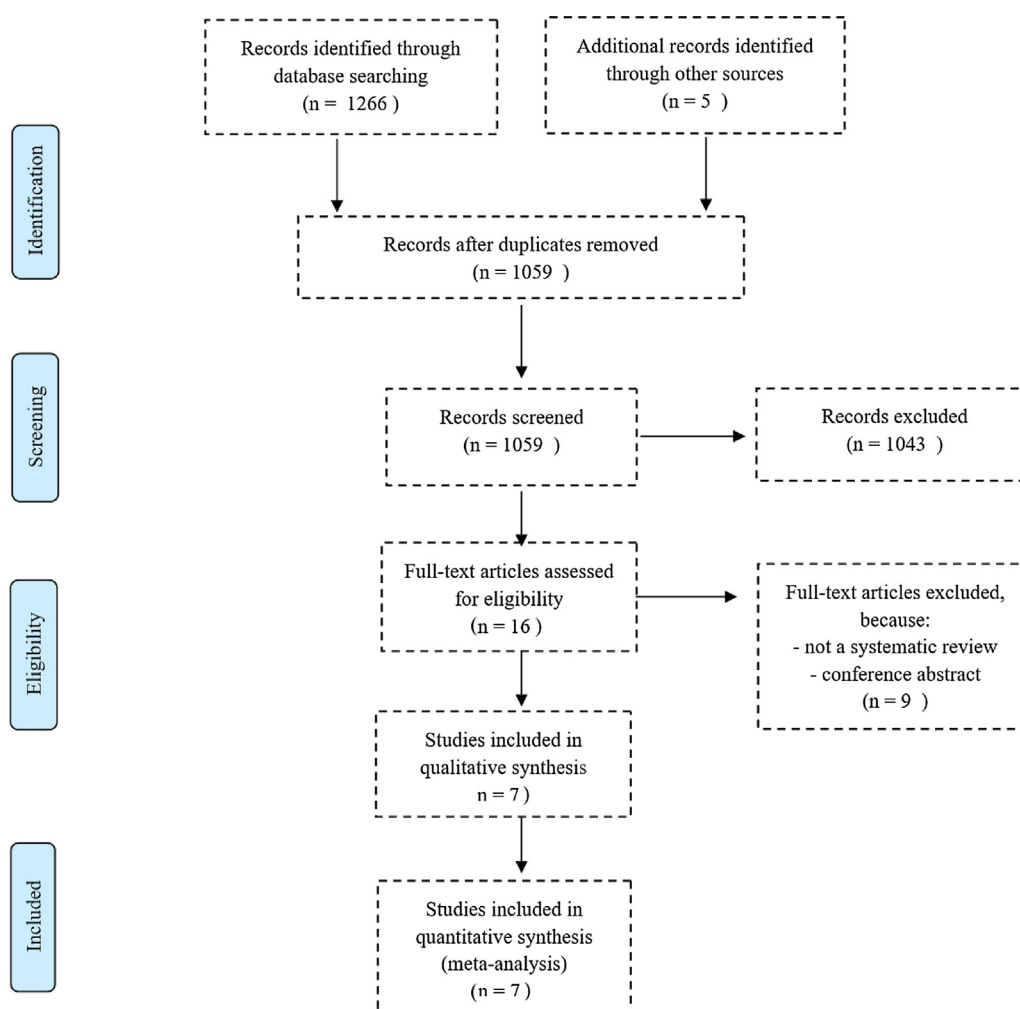 Records identified through
database searching
(n = 1266 )
Additional records identified
through other sources
(n = 5 )
Identification
Records after duplicates removed
(n = 1059 )
Screening
Records screened
(n = 1059 )
Records excluded
(n = 1043 )
Eligibility
Full-text articles assessed
for eligibility
(n = 16 )
Full-text articles excluded,
because:
- not a systematic review
- conference abstract
(n = 9 )
Studies included in
qualitative synthesis
n = 7 )
Included
Studies included in
quantitative synthesis
(meta-analysis)
(n = 7 )